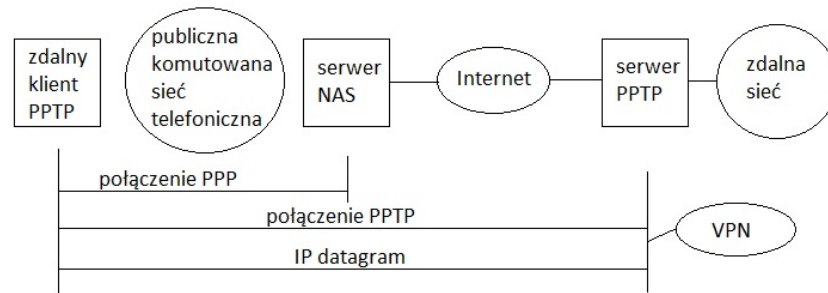 zdalny
klient
PPTP
publiczna
komutowana
sieć
telefoniczna
serwer
NAS
Internet
serwer
PPTP
zdalna
sieć
połączenie PPP
połączenie PPTP
IP datagram
VPN